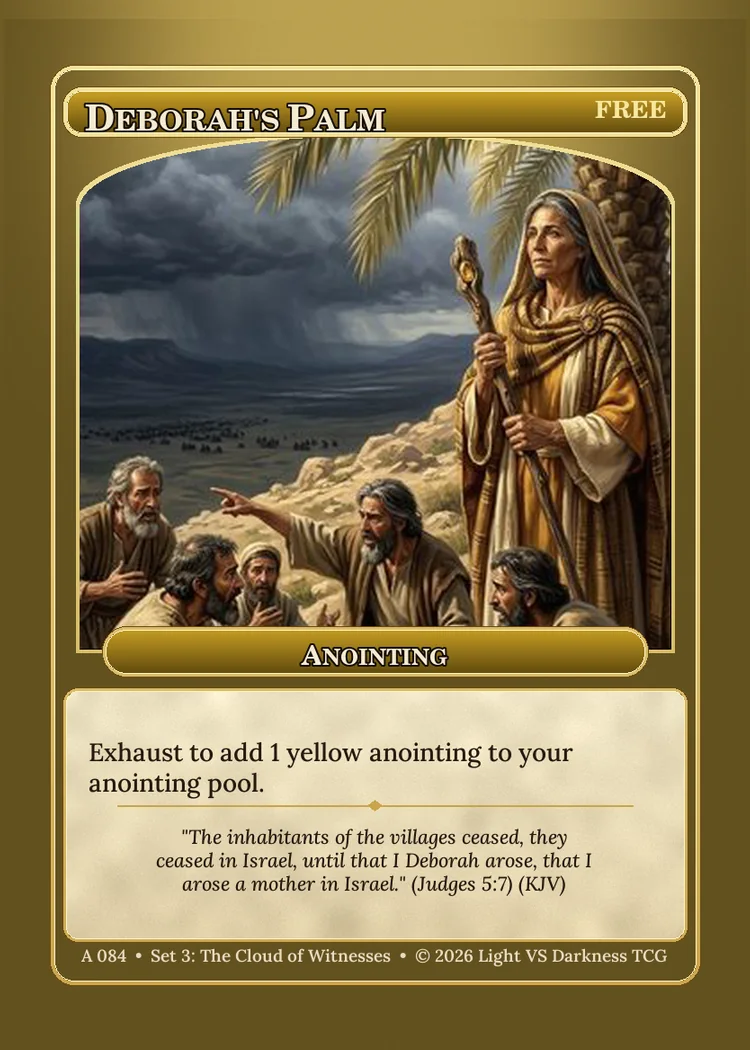 DEBORAH'S PALM
FREE
ANOINTING
Exhaust to add 1 yellow anointing to your
anointing pool.
"The inhabitants of the villages ceased, they
ceased in Israel, until that I Deborah arose, that I
arose a mother in Israel." (Judges 5:7) (KJV)
A 084 • Set 3: The Cloud of Witnesses • © 2026 Light VS Darkness TCG